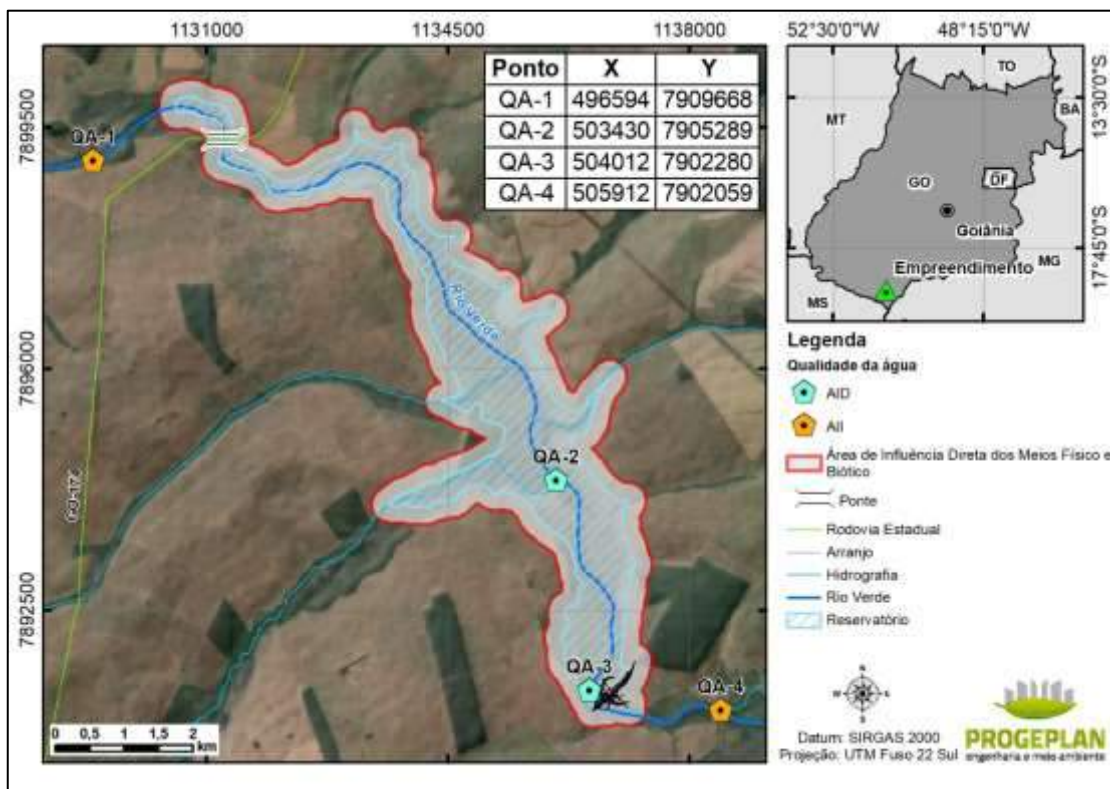 1131000 1134500 1138000
7899500
7896000
7892500
QA-1
Ponto X Y
QA-1 496594 7909668
QA-2 503430 7905289
QA-3 504012 7902280
QA-4 505912 7902059
Rio Verde
QA-2
QA-3
QA-4
0 0,5 1 2
km
52°30'0"W 48°15'0"W
13°30'0"S
17°45'0"S
TO
BA
MT
GO
DF
Goiânia
MG
Empreendimento
MS
Legenda
Qualidade da água
AID
AII
Área de Influência Direta dos Meios Físico e
Biótico
Ponte
Rodovia Estadual
Arranjo
Hidrografia
Rio Verde
Reservatório
N
W E
S
Datum: SIRGAS 2000
Projeção: UTM Fuso 22 Sul
PROGEPLAN
engenharia e meio ambiente